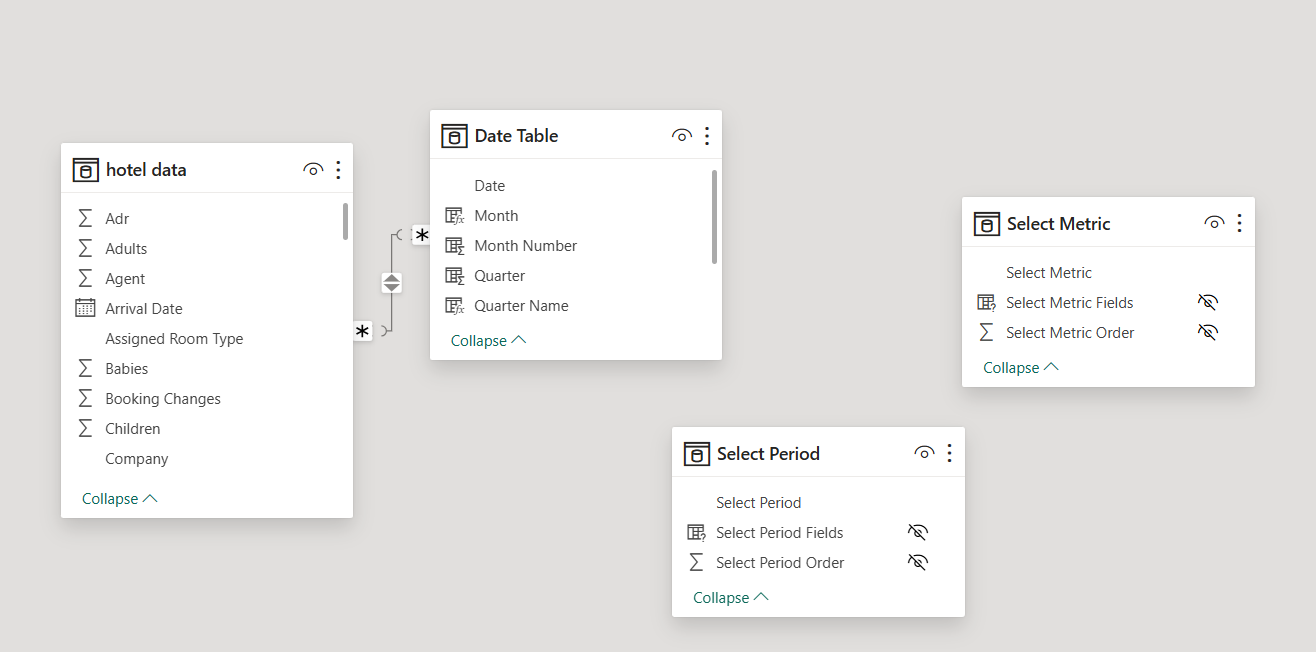 hotel data
Adr
Adults
Agent
Arrival Date
Assigned Room Type
Babies
Booking Changes
Children
Company
Collapse
Date Table
Date
Month
Month Number
Quarter
Quarter Name
Collapse
Select Metric
Select Metric
Select Metric Fields
Select Metric Order
Collapse
Select Period
Select Period
Select Period Fields
Select Period Order
Collapse